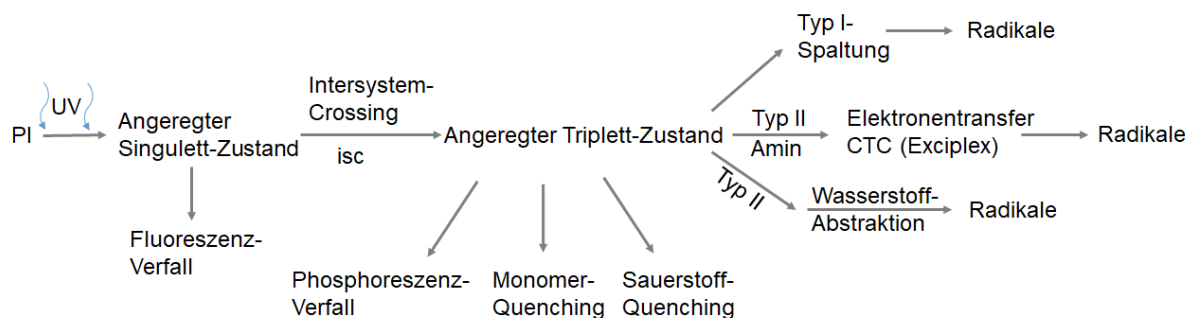 PI
UV
Angeregter
Singulett-Zustand
Fluoreszenz-
Verfall
Intersystem-
Crossing
isc
Angeregter Triplett-Zustand
Phosphoreszenz-
Verfall
Monomer-
Quenching
Sauerstoff-
Quenching
Typ I-
Spaltung
Radikale
Typ II
Amin
Elektronentransfer
CTC (Exciplex)
Radikale
Typ II
Wasserstoff-
Abstraktion
Radikale